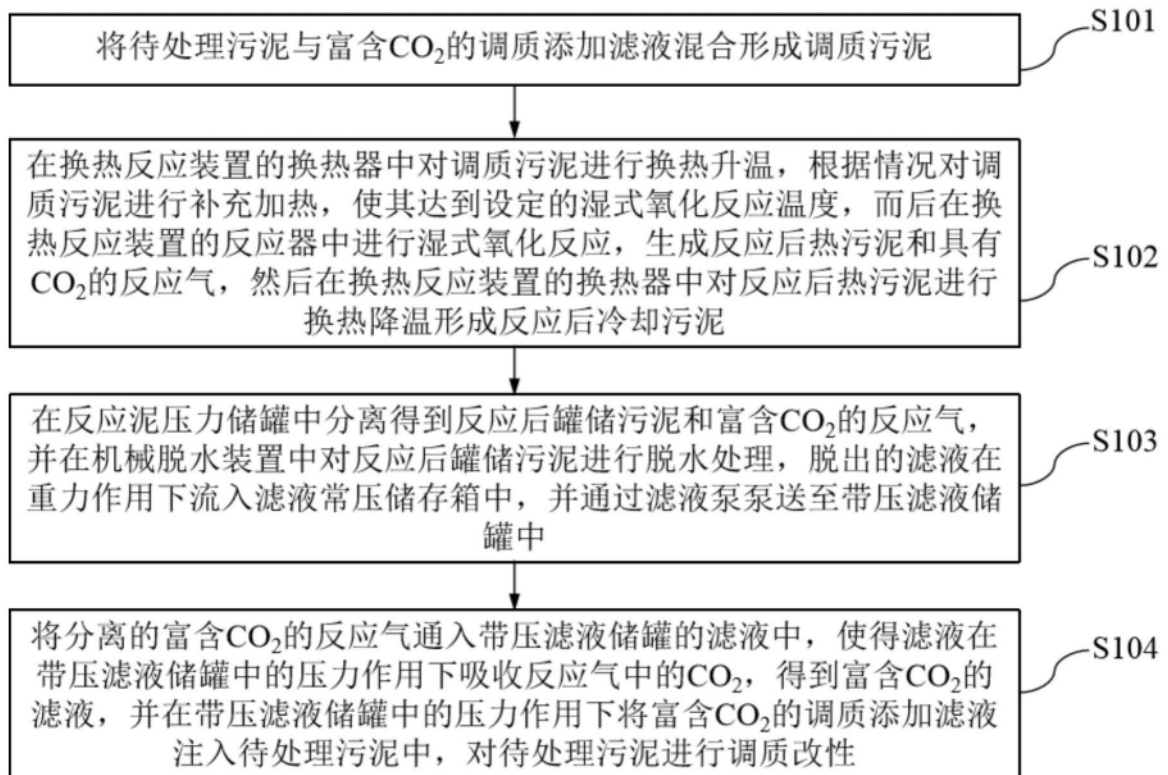 将待处理污泥与富含CO₂的调质添加滤液混合形成调质污泥
S101
在换热反应装置的换热器中对调质污泥进行换热升温，根据情况对调
质污泥进行补充加热，使其达到设定的湿式氧化反应温度，而后在换
热反应装置的反应器中进行湿式氧化反应，生成反应后热污泥和具有
CO₂的反应气，然后在换热反应装置的换热器中对反应后热污泥进行
换热降温形成反应后冷却污泥
S102
在反应泥压力储罐中分离得到反应后罐储污泥和富含CO₂的反应气，
并在机械脱水装置中对反应后罐储污泥进行脱水处理，脱出的滤液在
重力作用下流入滤液常压储存箱中，并通过滤液泵泵送至带压滤液储
罐中
S103
将分离的富含CO₂的反应气通入带压滤液储罐的滤液中，使得滤液在
带压滤液储罐中的压力作用下吸收反应气中的CO₂，得到富含CO₂的
滤液，并在带压滤液储罐中的压力作用下将富含CO₂的调质添加滤液
注入待处理污泥中，对待处理污泥进行调质改性
S104